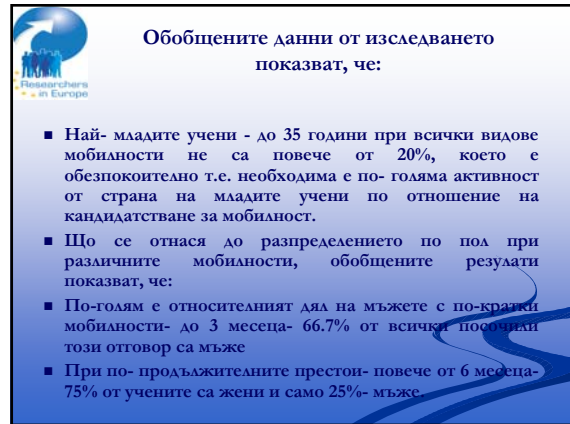 Researchers
in Europe
Обобщените данни от изследването
показват, че:
Най- младите учени - до 35 години при всички видове
мобилности не са повече от 20%, което е
обезпокоително т.е. необходима е по- голяма активност
от страна на младите учени по отношение на
кандидатстване за мобилност.
Що се отнася до разпределението по пол при
различните мобилности, обобщените резулати
показват, че:
По-голям е относителният дял на мъжете с по-кратки
мобилности- до 3 месеца- 66.7% от всички посочили
този отговор са мъже
При по- продължителните престои- повече от 6 месеца-
75% от учените са жени и само 25%- мъже.